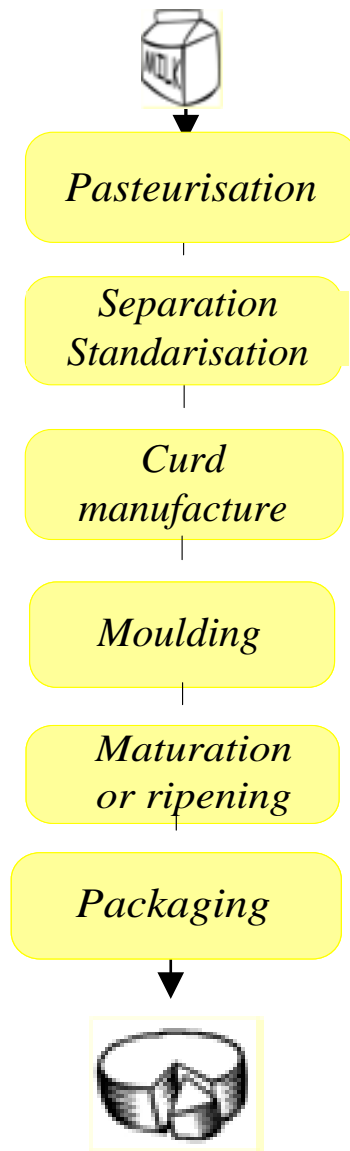 MILK
Pasteurisation
Separation
Standarisation
Curd
manufacture
Moulding
Maturation
or ripening
Packaging